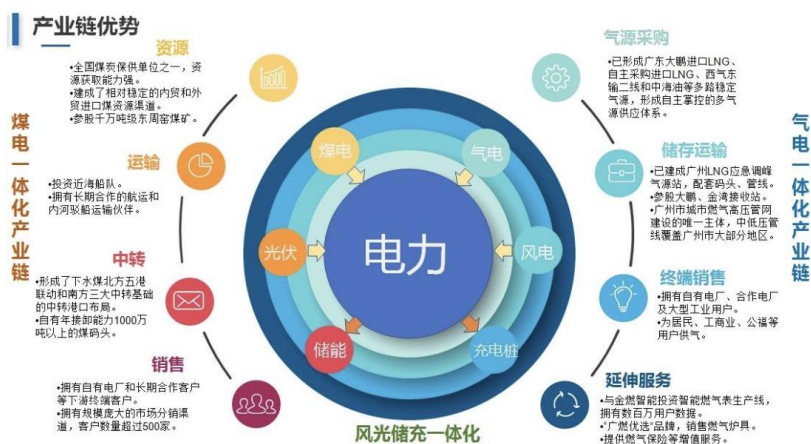 产业链优势
煤电一体化产业链
资源
•全国煤炭保供单位之一，资
源获取能力强。
•建成了相对稳定的内贸和外
贸进口煤资源渠道。
•参股千万吨级东周窑煤矿。
运输
•投资近海船队。
•拥有长期合作的航运和
内河驳船运输伙伴。
中转
•形成了下水煤北方五港
联动和南方三大中转基础
的中转港口布局。
•自有年接卸能力1000万
吨以上的煤码头。
销售
•拥有自有电厂和长期合作客户
等下游终端客户。
•拥有规模庞大的市场分销渠
道，客户数量超过500家。
煤电
气电
光伏
电力
风电
储能
充电桩
风光储充一体化
气源采购
•已形成广东大鹏进口LNG、
自主采购进口LNG、西气东
输二线和中海油等多路稳定
气源，形成自主掌控的多气
源供应体系。
储存运输
•已建成广州LNG应急调峰
气源站，配套码头、管线。
•参股大鹏、金湾接收站。
•广州市城市燃气高压管网
建设的唯一主体，中低压管
线覆盖广州市大部分地区。
终端销售
•拥有自有电厂、合作电厂
及大型工业用户。
•为居民、工商业、公福等
用户供气。
延伸服务
•与金燃智能投资智能燃气表生产线，
拥有数百万用户数据。
•“广燃优选”品牌，销售燃气炉具。
•提供燃气保险等增值服务。
气电一体化产业链